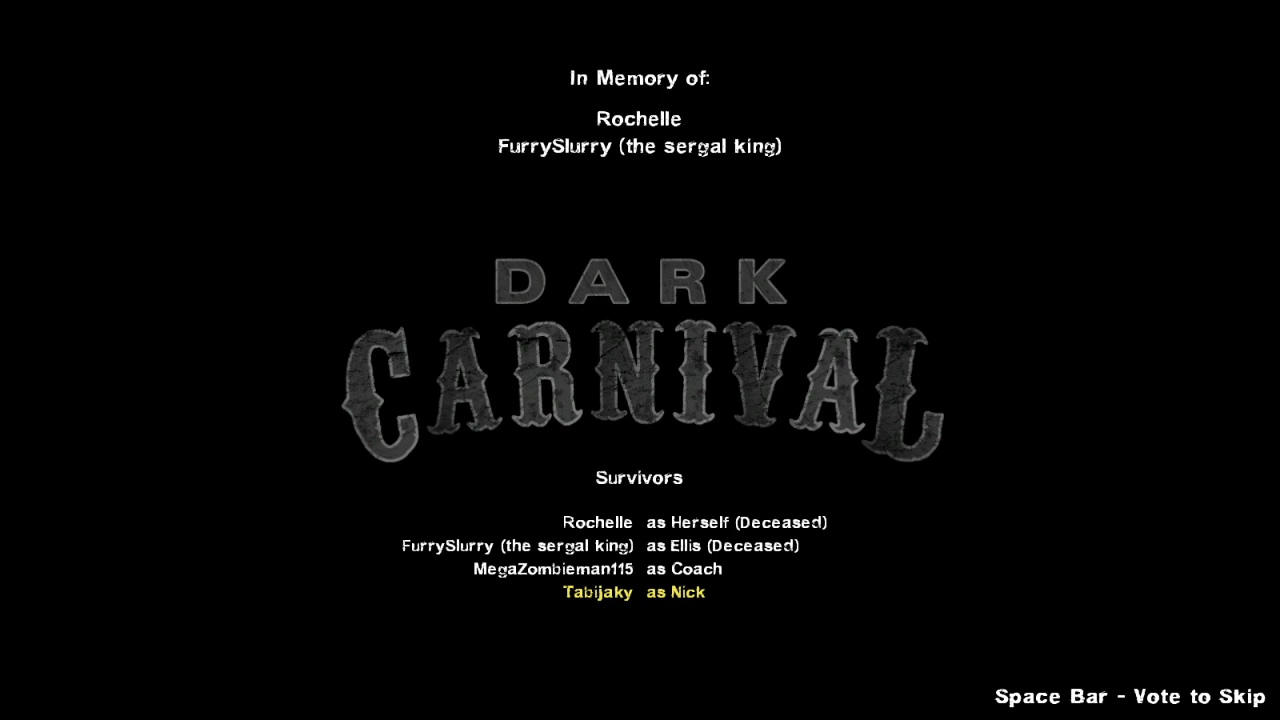 In Memory of:
Rochelle
FurrySlurry (the sergal king)
DARK
CARNIVAL
Survivors
Rochelle as Herself (Deceased)
FurrySlurry (the sergal king) as Ellis (Deceased)
MegaZombieman115 as Coach
Tabijaky as Nick
Space Bar - Vote to Skip